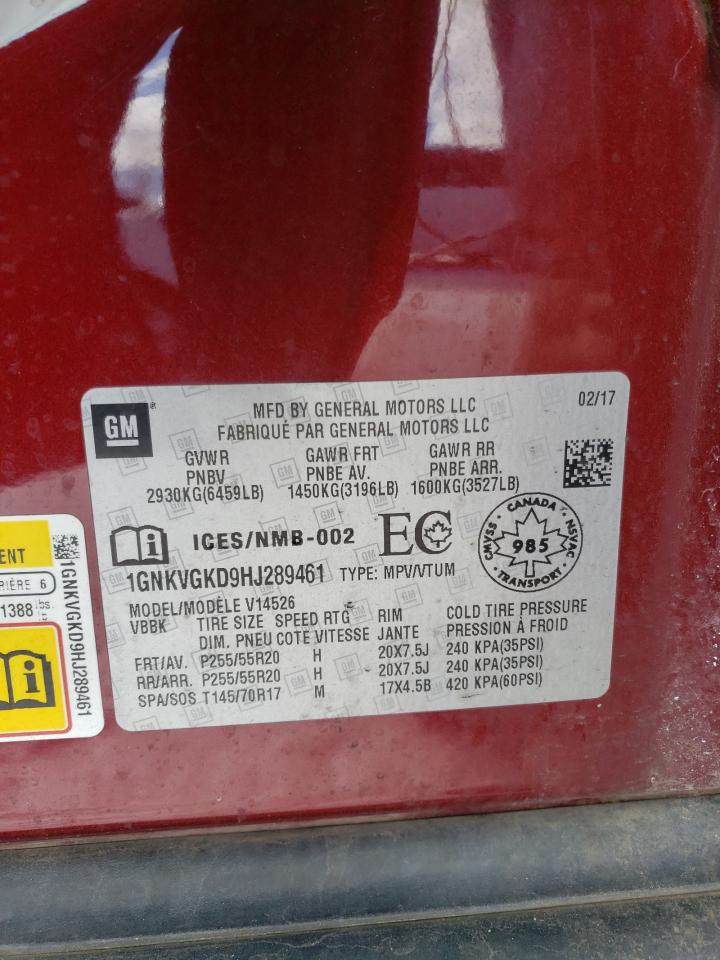 GM
MFD BY GENERAL MOTORS LLC
02/17
FABRIQUÉ PAR GENERAL MOTORS LLC
GVWR GAWR FRT GAWR RR
PNBV PNBE AV. PNBE ARR.
2930KG(6459LB) 1450KG(3196LB) 1600KG(3527LB)
ICES/NMB-002 EC
CANADA
CMVSS 985 NSVAC
TRANSPORT
1GNKVGKD9HJ289461 TYPE: MPV/VTUM
MODEL/MODÈLE V14526
VBBK TIRE SIZE SPEED RTG RIM COLD TIRE PRESSURE
DIM. PNEU COTE VITESSE JANTE PRESSION À FROID
FRT/AV. P255/55R20 H 20X7.5J 240 KPA(35PSI)
RR/ARR. P255/55R20 H 20X7.5J 240 KPA(35PSI)
SPA/SOS T145/70R17 M 17X4.5B 420 KPA(60PSI)
ENT
RIÈRE 6
1388 lbs.
1GNKVGKD9HJ289461